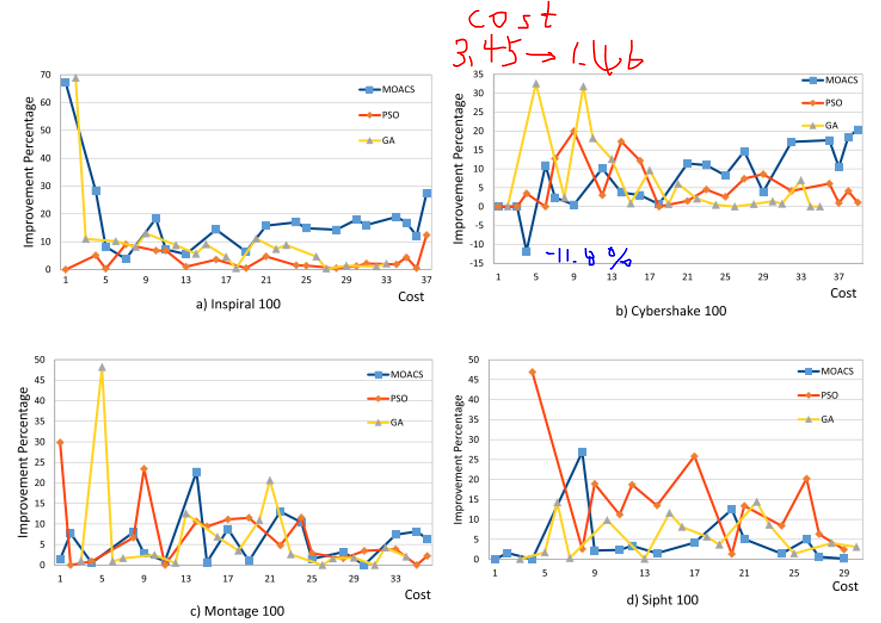 cost
3.45→1.46
70
60
50
40
30
20
10
0
Improvement Percentage
MOACS
PSO
GA
1 5 9 13 17 21 25 29 33 37
Cost
a) Inspiral 100
35
30
25
20
15
10
5
0
-5
-10
-15
Improvement Percentage
MOACS
PSO
GA
-11.8%
1 5 9 13 17 21 25 29 33 37
Cost
b) Cybershake 100
50
45
40
35
30
25
20
15
10
5
0
Improvement Percentage
MOACS
PSO
GA
1 5 9 13 17 21 25 29 33
Cost
c) Montage 100
50
45
40
35
30
25
20
15
10
5
0
Improvement Percentage
MOACS
PSO
GA
1 5 9 13 17 21 25 29
Cost
d) Sipht 100